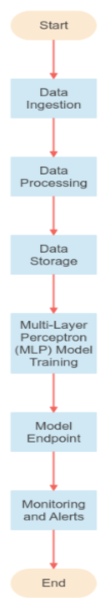 Start
Data
Ingestion
Data
Processing
Data
Storage
Multi-Layer
Perceptron
(MLP) Model
Training
Model
Endpoint
Monitoring
and Alerts
End